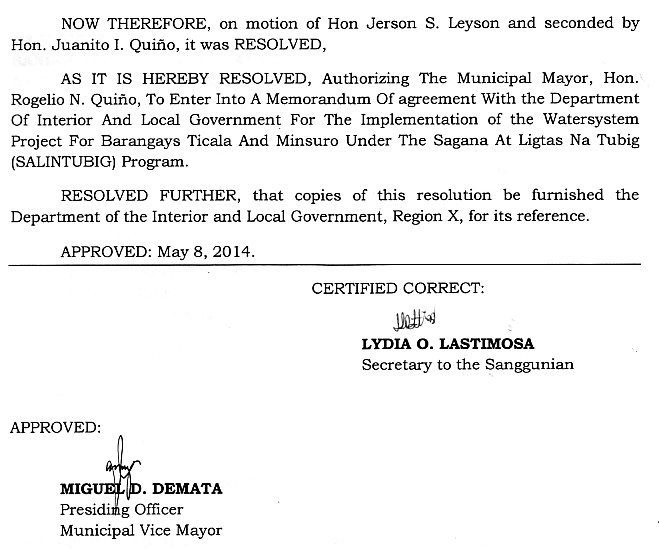 NOW THEREFORE, on motion of Hon Jerson S. Leyson and seconded by
Hon. Juanito I. Quiño, it was RESOLVED,
AS IT IS HEREBY RESOLVED, Authorizing The Municipal Mayor, Hon.
Rogelio N. Quiño, To Enter Into A Memorandum Of agreement With the Department
Of Interior And Local Government For The Implementation of the Watersystem
Project For Barangays Ticala And Minsuro Under The Sagana At Ligtas Na Tubig
(SALINTUBIG) Program.
RESOLVED FURTHER, that copies of this resolution be furnished the
Department of the Interior and Local Government, Region X, for its reference.
APPROVED: May 8, 2014.
CERTIFIED CORRECT:
LYDIA O. LASTIMOSA
Secretary to the Sanggunian
APPROVED:
MIGUEL D. DEMATA
Presiding Officer
Municipal Vice Mayor